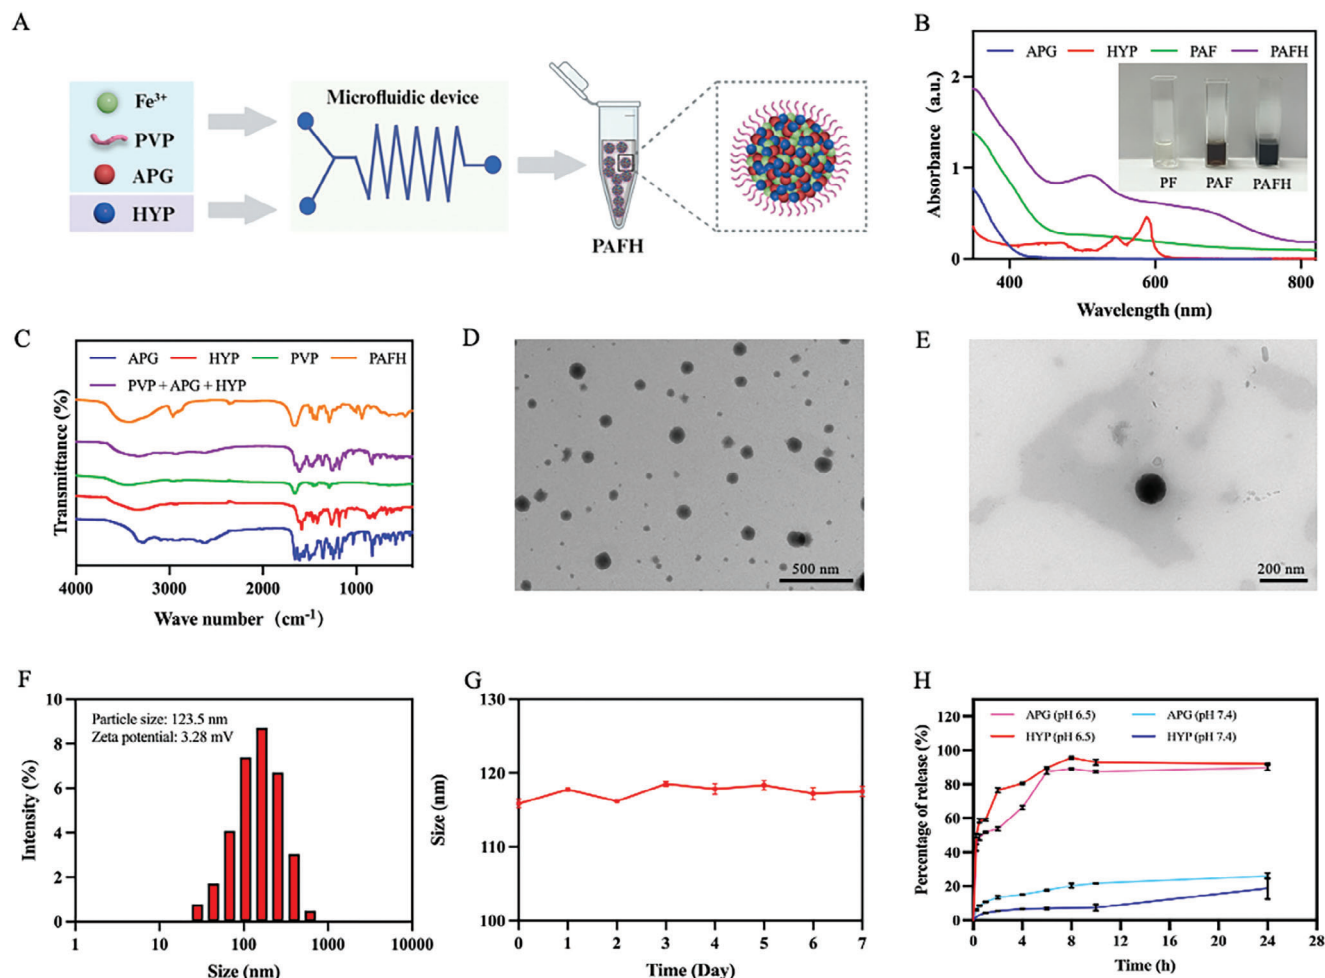 A
Fe³⁺
PVP
APG
HYP
Microfluidic device
PAFH
B
APG HYP PAF PAFH
Absorbance (a.u.)
2
1
0
PF PAF PAFH
400 600 800
Wavelength (nm)
C
APG HYP PVP PAFH
PVP + APG + HYP
Transmittance (%)
4000 3000 2000 1000
Wave number (cm⁻¹)
D
500 nm
E
200 nm
F
Particle size: 123.5 nm
Zeta potential: 3.28 mV
Intensity (%)
10
8
6
4
2
0
1 10 100 1000 10000
Size (nm)
G
Size (nm)
130
120
110
100
0 1 2 3 4 5 6 7
Time (Day)
H
APG (pH 6.5) APG (pH 7.4)
HYP (pH 6.5) HYP (pH 7.4)
Percentage of release (%)
120
100
80
60
40
20
0
0 4 8 12 16 20 24 28
Time (h)